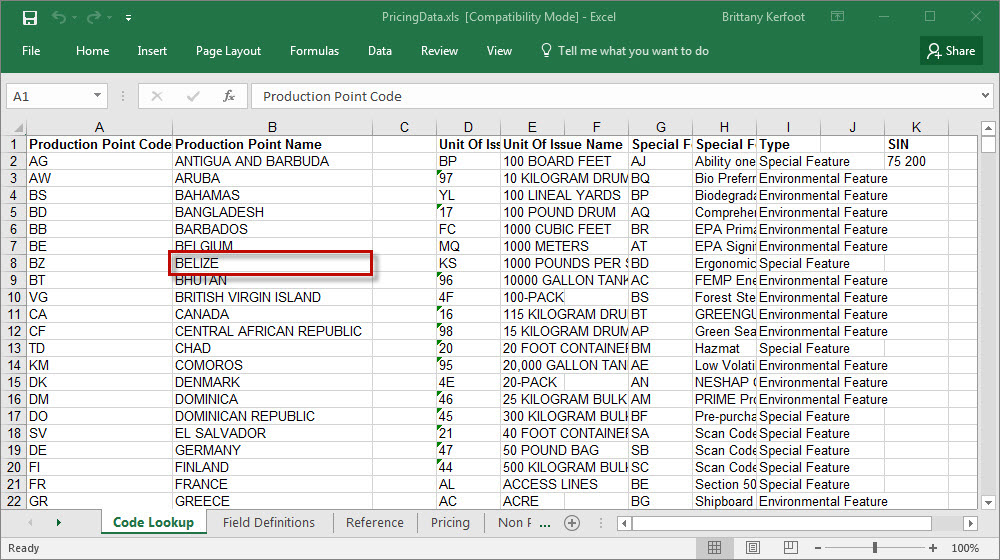 PricingData.xls [Compatibility Mode] - Excel Brittany Kerfoot
File Home Insert Page Layout Formulas Data Review View Tell me what you want to do Share
A1 fx Production Point Code
A B C D E F G H I J K
1 Production Point Code Production Point Name Unit Of Iss Unit Of Issue Name Special F Special F Type SIN
2 AG ANTIGUA AND BARBUDA BP 100 BOARD FEET AJ Ability one Special Feature 75 200
3 AW ARUBA 97 10 KILOGRAM DRUM BQ Bio Preferr Environmental Feature
4 BS BAHAMAS YL 100 LINEAL YARDS BP Biodegrada Environmental Feature
5 BD BANGLADESH 17 100 POUND DRUM AQ Comprehen Environmental Feature
6 BB BARBADOS FC 1000 CUBIC FEET BR EPA Prima Environmental Feature
7 BE BELGIUM MQ 1000 METERS AT EPA Signif Environmental Feature
8 BZ BELIZE KS 10000 POUNDS PER S BD Ergonomic Special Feature
9 BT BHUTAN 96 10000 GALLON TANK AC FEMP Ene Environmental Feature
10 VG BRITISH VIRGIN ISLAND 4F 100-PACK BS Forest Ste Environmental Feature
11 CA CANADA 16 115 KILOGRAM DRUM BT GREENGU Environmental Feature
12 CF CENTRAL AFRICAN REPUBLIC 98 15 KILOGRAM DRUM AP Green Sea Environmental Feature
13 TD CHAD 20 20 FOOT CONTAINER BM Hazmat Special Feature
14 KM COMOROS 95 20,000 GALLON TAN AE Low Volati Environmental Feature
15 DK DENMARK 4E 20-PACK AN NESHAP C Environmental Feature
16 DM DOMINICA 46 25 KILOGRAM BULK AM PRIME Pro Environmental Feature
17 DO DOMINICAN REPUBLIC 45 300 KILOGRAM BULK BF Pre-purcha Special Feature
18 SV EL SALVADOR 21 40 FOOT CONTAINER SA Scan Code Special Feature
19 DE GERMANY 47 50 POUND BAG SB Scan Code Special Feature
20 FI FINLAND 44 500 KILOGRAM BULK SC Scan Code Special Feature
21 FR FRANCE AL ACCESS LINES BE Section 50 Special Feature
22 GR GREECE AC ACRE BG Shipboard Environmental Feature
Code Lookup Field Definitions Reference Pricing Non P ...
Ready 100%